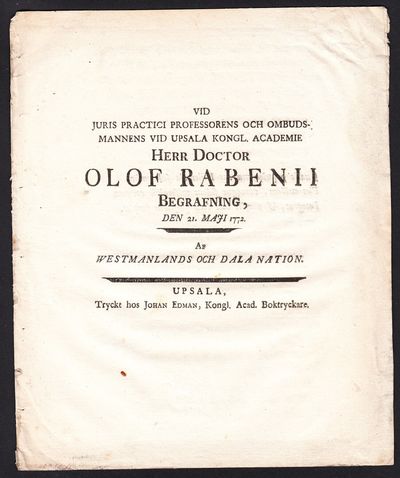 VID
JURIS PRACTICI PROFESSORENS OCH OMBUDS-
MANNENS VID UPSALA KONGL. ACADEMIE
HERR DOCTOR
OLOF RABENII
BEGRAFNING,
DEN 21. MAJI 1772.
AF
WESTMANLANDS OCH DALA NATION.
UPSALA,
Tryckt hos JOHAN EDMAN, Kongl. Acad. Boktryckare.